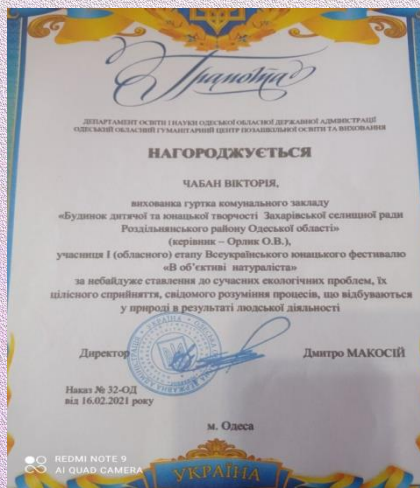 Грамота
ДЕПАРТАМЕНТ ОСВІТИ І НАУКИ ОДЕСЬКОЇ ОБЛАСНОЇ ДЕРЖАВНОЇ АДМІНІСТРАЦІЇ
ОДЕСЬКИЙ ОБЛАСНИЙ ГУМАНІТАРНИЙ ЦЕНТР ПОЗАШКІЛЬНОЇ ОСВІТИ ТА ВИХОВАННЯ
НАГОРОДЖУЄТЬСЯ
ЧАБАН ВІКТОРІЯ,
вихованка гуртка комунального закладу
«Будинок дитячої та юнацької творчості Захарівської селищної ради
Роздільнянського району Одеської області»
(керівник – Орлик О.В.),
учасниця І (обласного) етапу Всеукраїнського юнацького фестивалю
«В об'єктиві натураліста»
за небайдуже ставлення до сучасних екологічних проблем, їх
цілісного сприйняття, свідомого розуміння процесів, що відбуваються
у природі в результаті людської діяльності
Директор Дмитро МАКОСІЙ
Наказ № 32-ОД
від 16.02.2021 року
м. Одеса
REDMI NOTE 9
AI QUAD CAMERA
УКРАЇНА